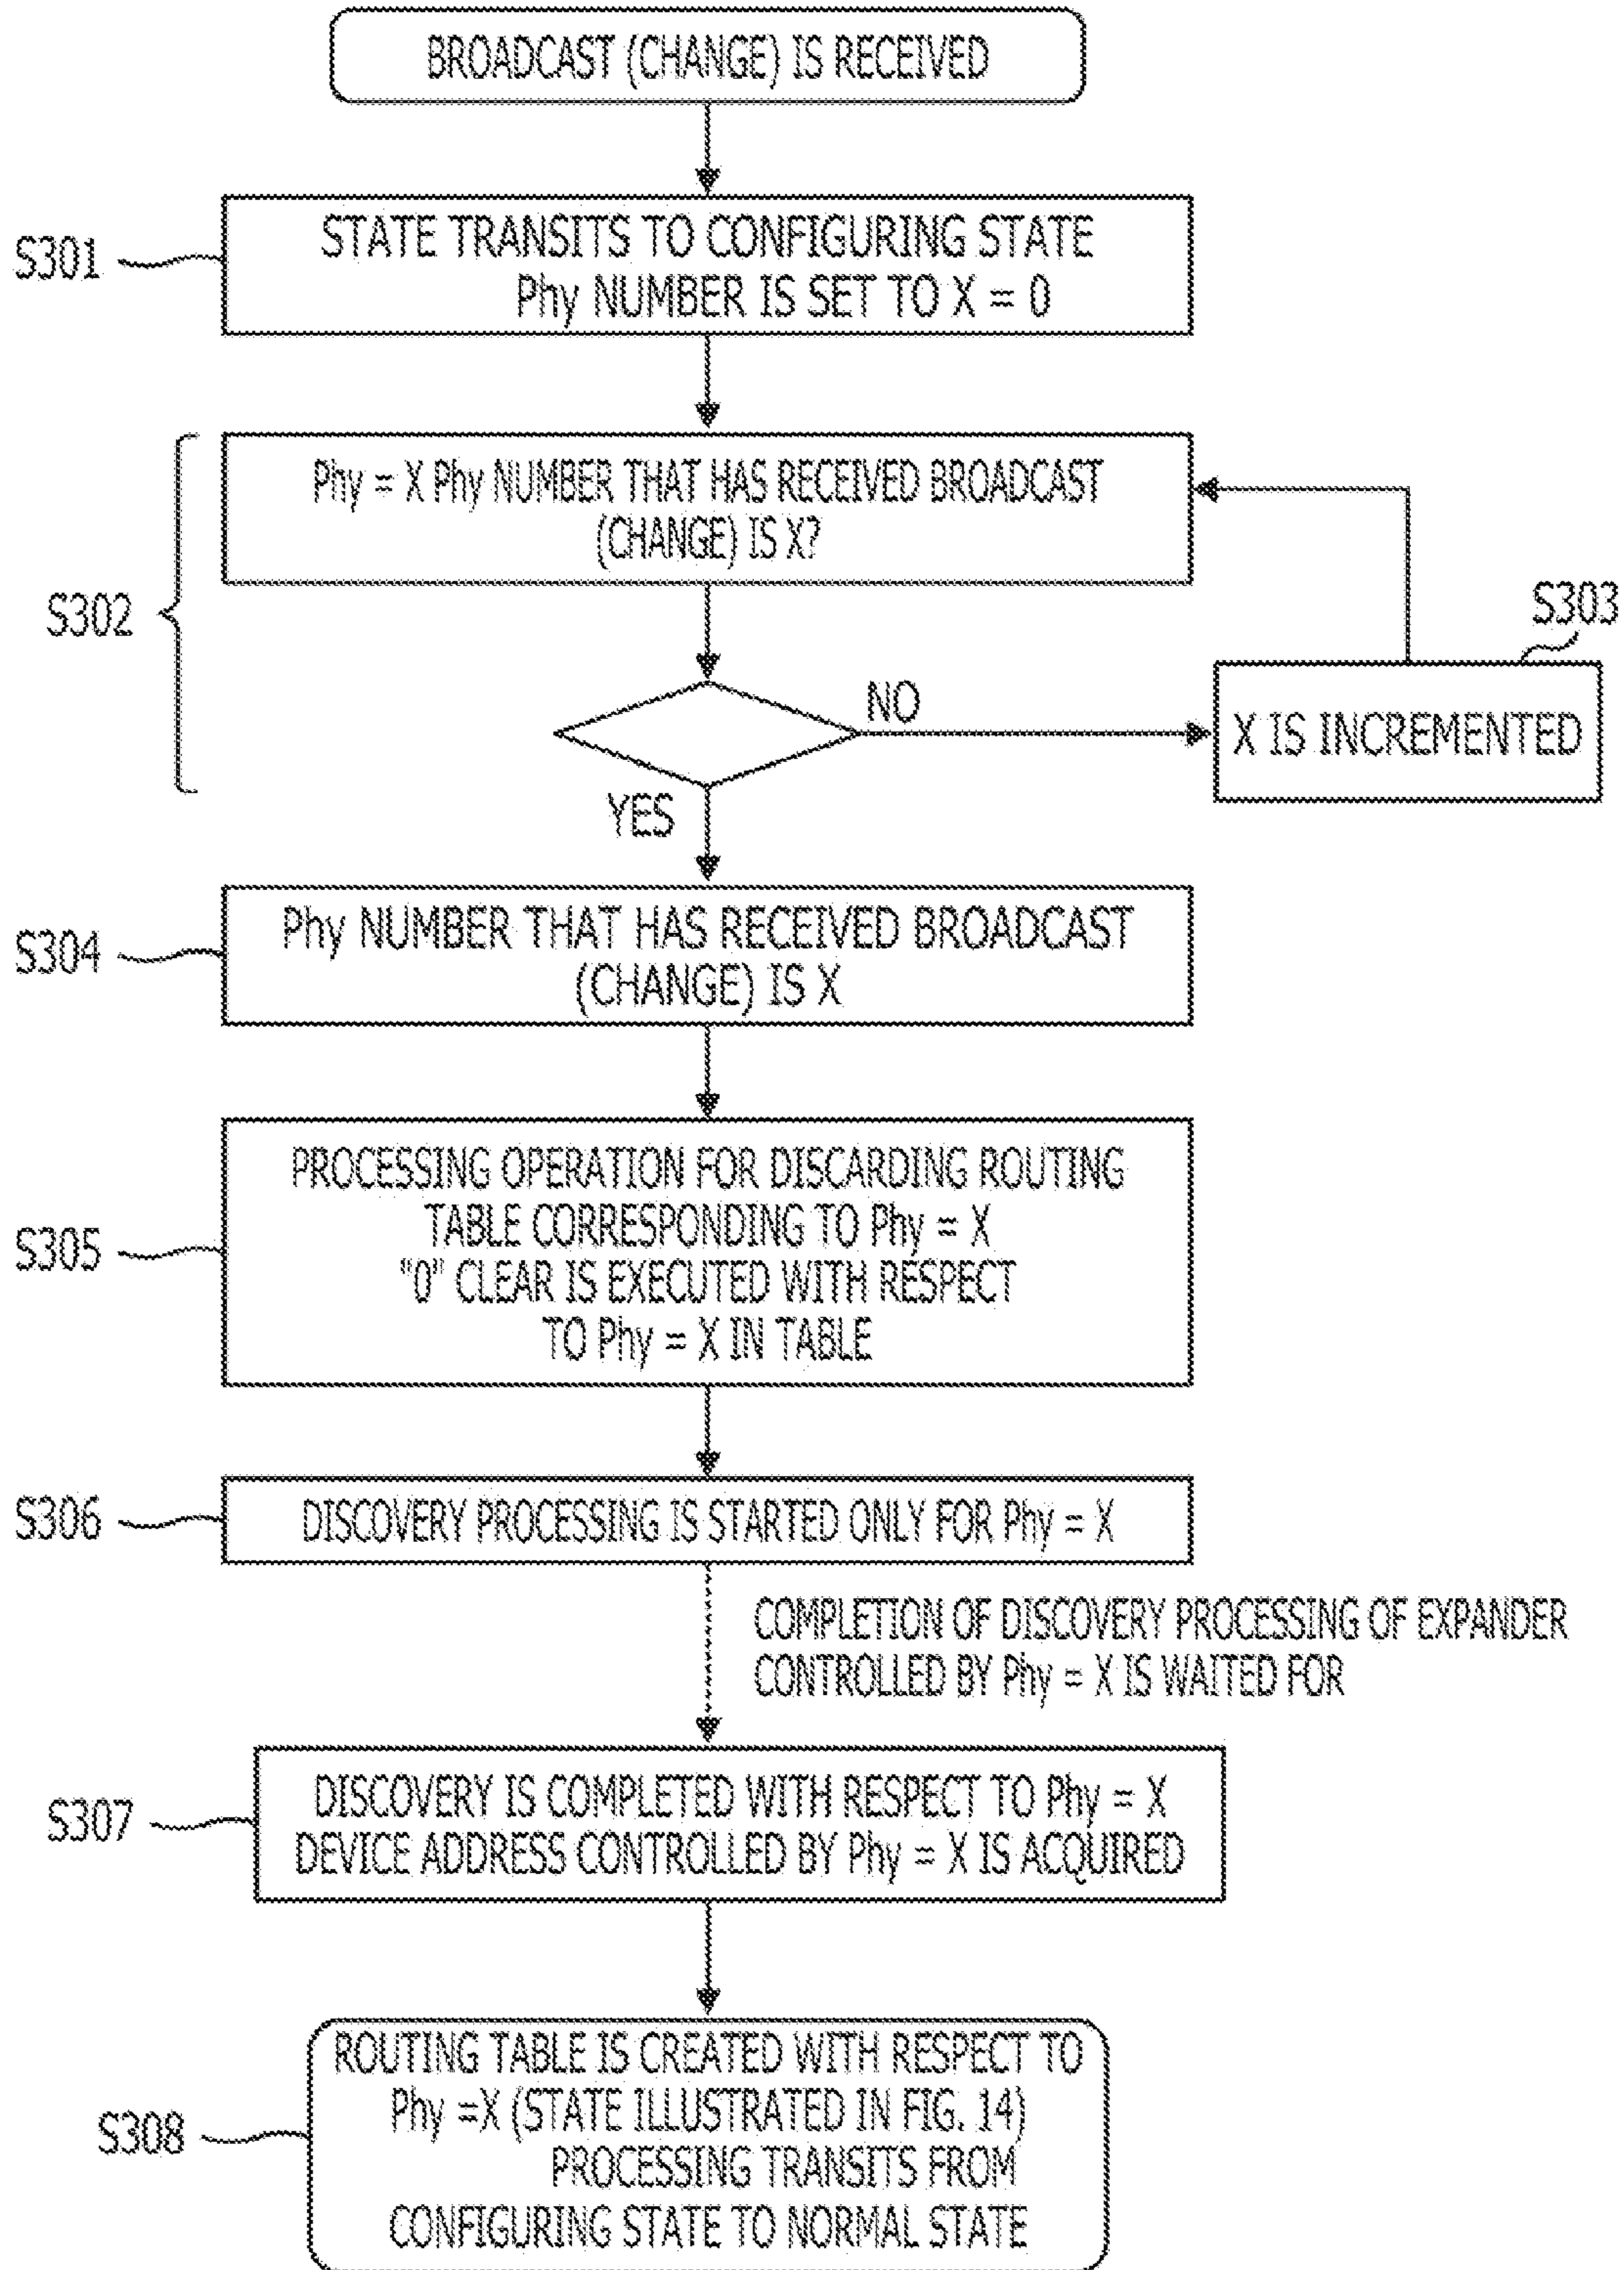 BROADCAST (CHANGE) IS RECEIVED
S301
STATE TRANSITS TO CONFIGURING STATE
Phy NUMBER IS SET TO X = 0
S302
Phy = X Phy NUMBER THAT HAS RECEIVED BROADCAST
(CHANGE) IS X?
S303
NO
X IS INCREMENTED
YES
S304
Phy NUMBER THAT HAS RECEIVED BROADCAST
(CHANGE) IS X
S305
PROCESSING OPERATION FOR DISCARDING ROUTING
TABLE CORRESPONDING TO Phy = X
"0" CLEAR IS EXECUTED WITH RESPECT
TO Phy = X IN TABLE
S306
DISCOVERY PROCESSING IS STARTED ONLY FOR Phy = X
COMPLETION OF DISCOVERY PROCESSING OF EXPANDER
CONTROLLED BY Phy = X IS WAITED FOR
S307
DISCOVERY IS COMPLETED WITH RESPECT TO Phy = X
DEVICE ADDRESS CONTROLLED BY Phy = X IS ACQUIRED
S308
ROUTING TABLE IS CREATED WITH RESPECT TO
Phy =X (STATE ILLUSTRATED IN FIG. 14)
PROCESSING TRANSITS FROM
CONFIGURING STATE TO NORMAL STATE